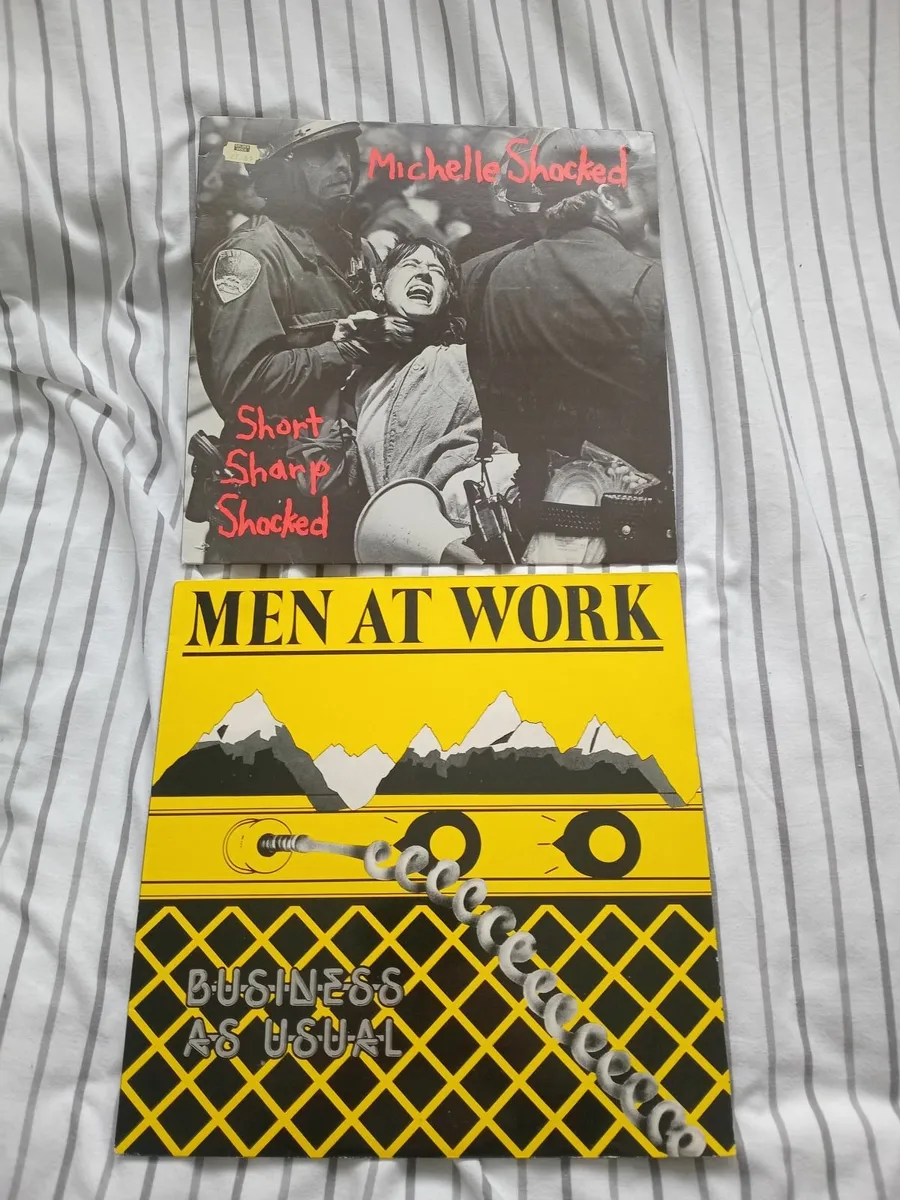 Michelle Shocked
Short
Sharp
Shocked
MEN AT WORK
BUSINESS
AS USUAL